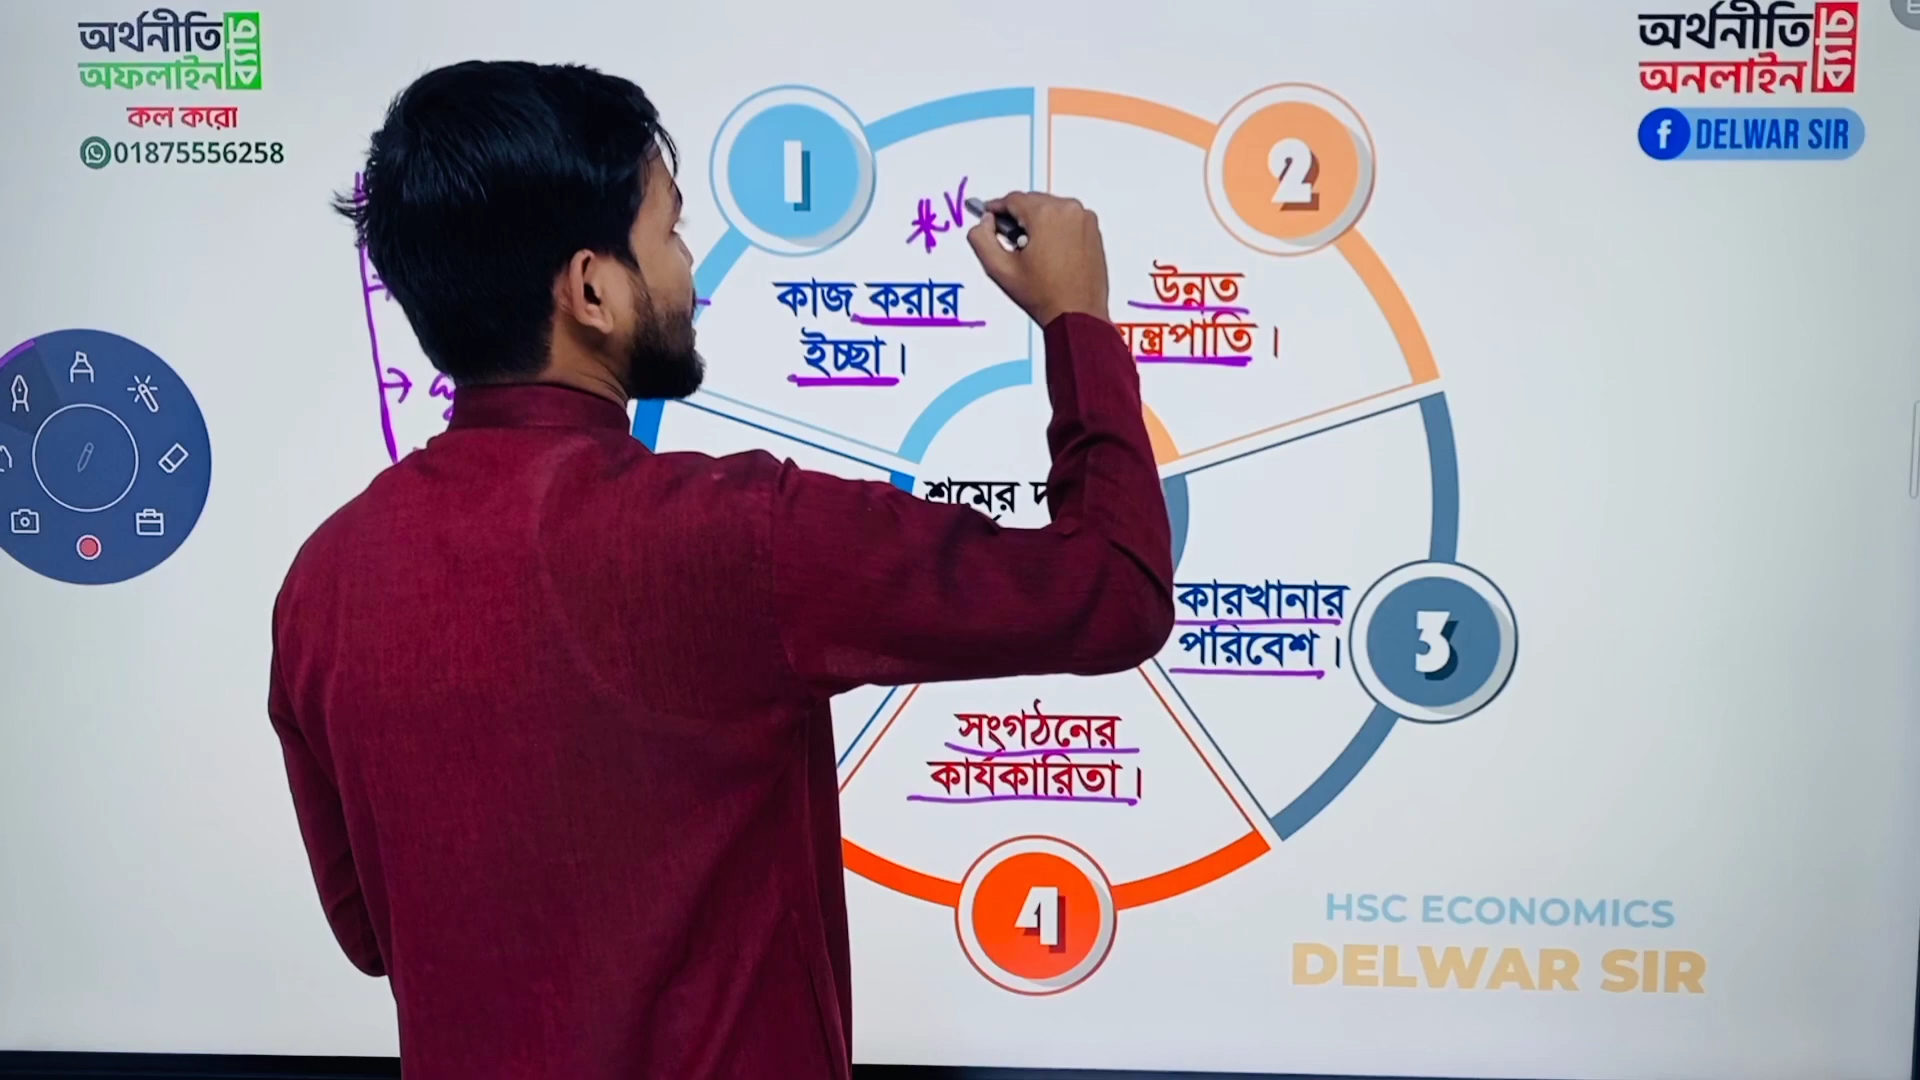 অর্থনীতি
অফলাইন ব্যাচ
কল করো
01875556258
অর্থনীতি
অনলাইন ব্যাচ
f DELWAR SIR
1
কাজ করার
ইচ্ছা।
*V
2
উন্নত
যন্ত্রপাতি।
শ্রমের
3
কারখানার
পরিবেশ।
সংগঠনের
কার্যকারিতা।
4
HSC ECONOMICS
DELWAR SIR